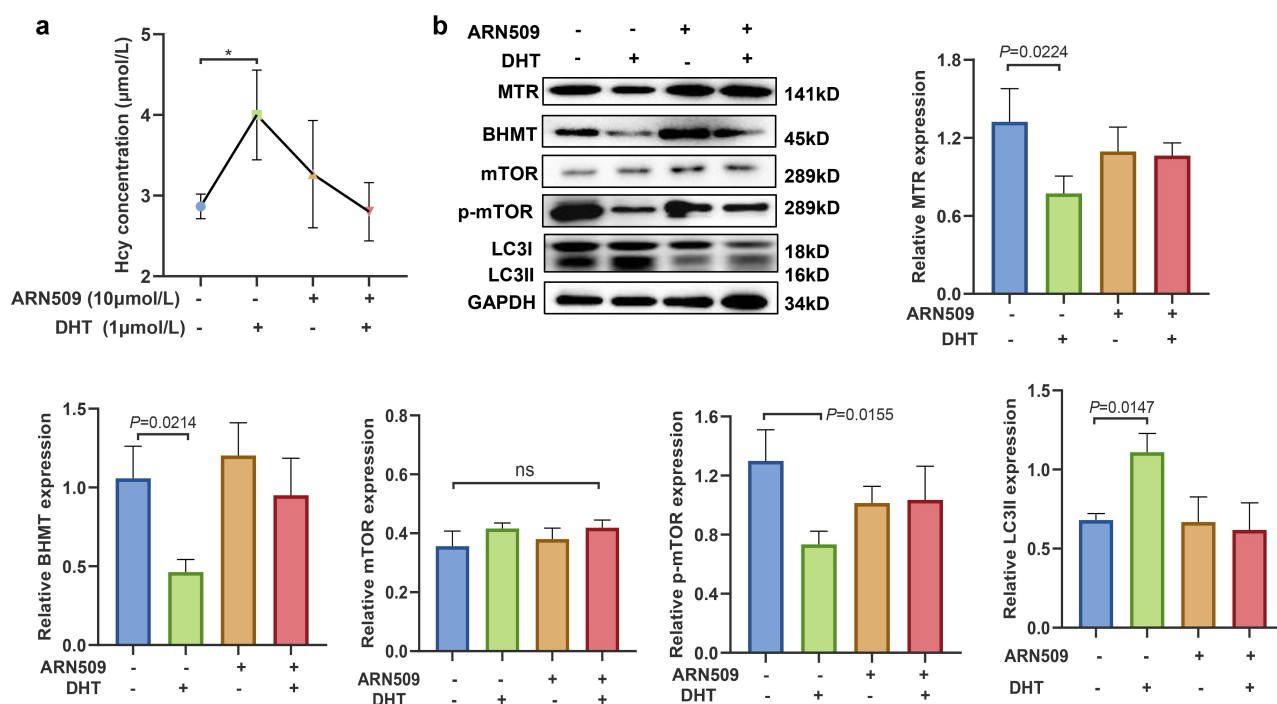 a
Hcy concentration (μmol/L)
5
4
3
2
*
ARN509 (10μmol/L) - - + +
DHT (1μmol/L) - + - +
b
ARN509 - - + +
DHT - + - +
MTR 141kD
BHMT 45kD
mTOR 289kD
p-mTOR 289kD
LC3I 18kD
LC3II 16kD
GAPDH 34kD
Relative MTR expression
1.8
1.2
0.6
0.0
P=0.0224
ARN509 - - + +
DHT - + - +
Relative BHMT expression
1.5
1.0
0.5
0.0
P=0.0214
ARN509 - - + +
DHT - + - +
Relative mTOR expression
0.8
0.6
0.4
0.2
0.0
ns
ARN509 - - + +
DHT - + - +
Relative p-mTOR expression
1.6
1.2
0.8
0.4
0.0
P=0.0155
ARN509 - - + +
DHT - + - +
Relative LC3II expression
1.5
1.0
0.5
0.0
P=0.0147
ARN509 - - + +
DHT - + - +